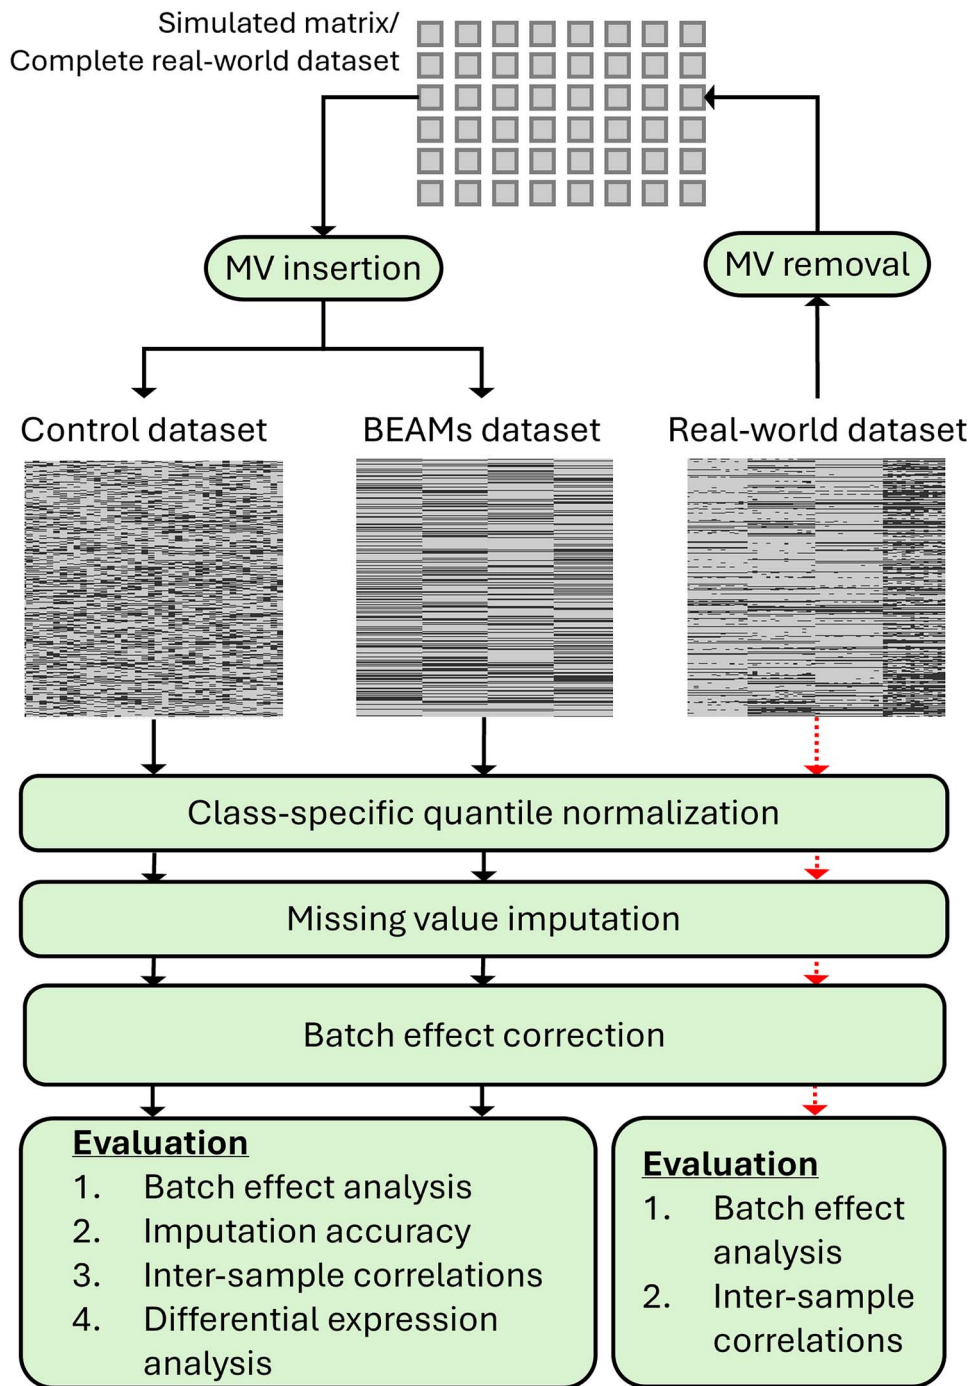 Simulated matrix/
Complete real-world dataset
MV insertion
MV removal
Control dataset
BEAMs dataset
Real-world dataset
Class-specific quantile normalization
Missing value imputation
Batch effect correction
Evaluation
1. Batch effect analysis
2. Imputation accuracy
3. Inter-sample correlations
4. Differential expression
analysis
Evaluation
1. Batch effect
analysis
2. Inter-sample
correlations